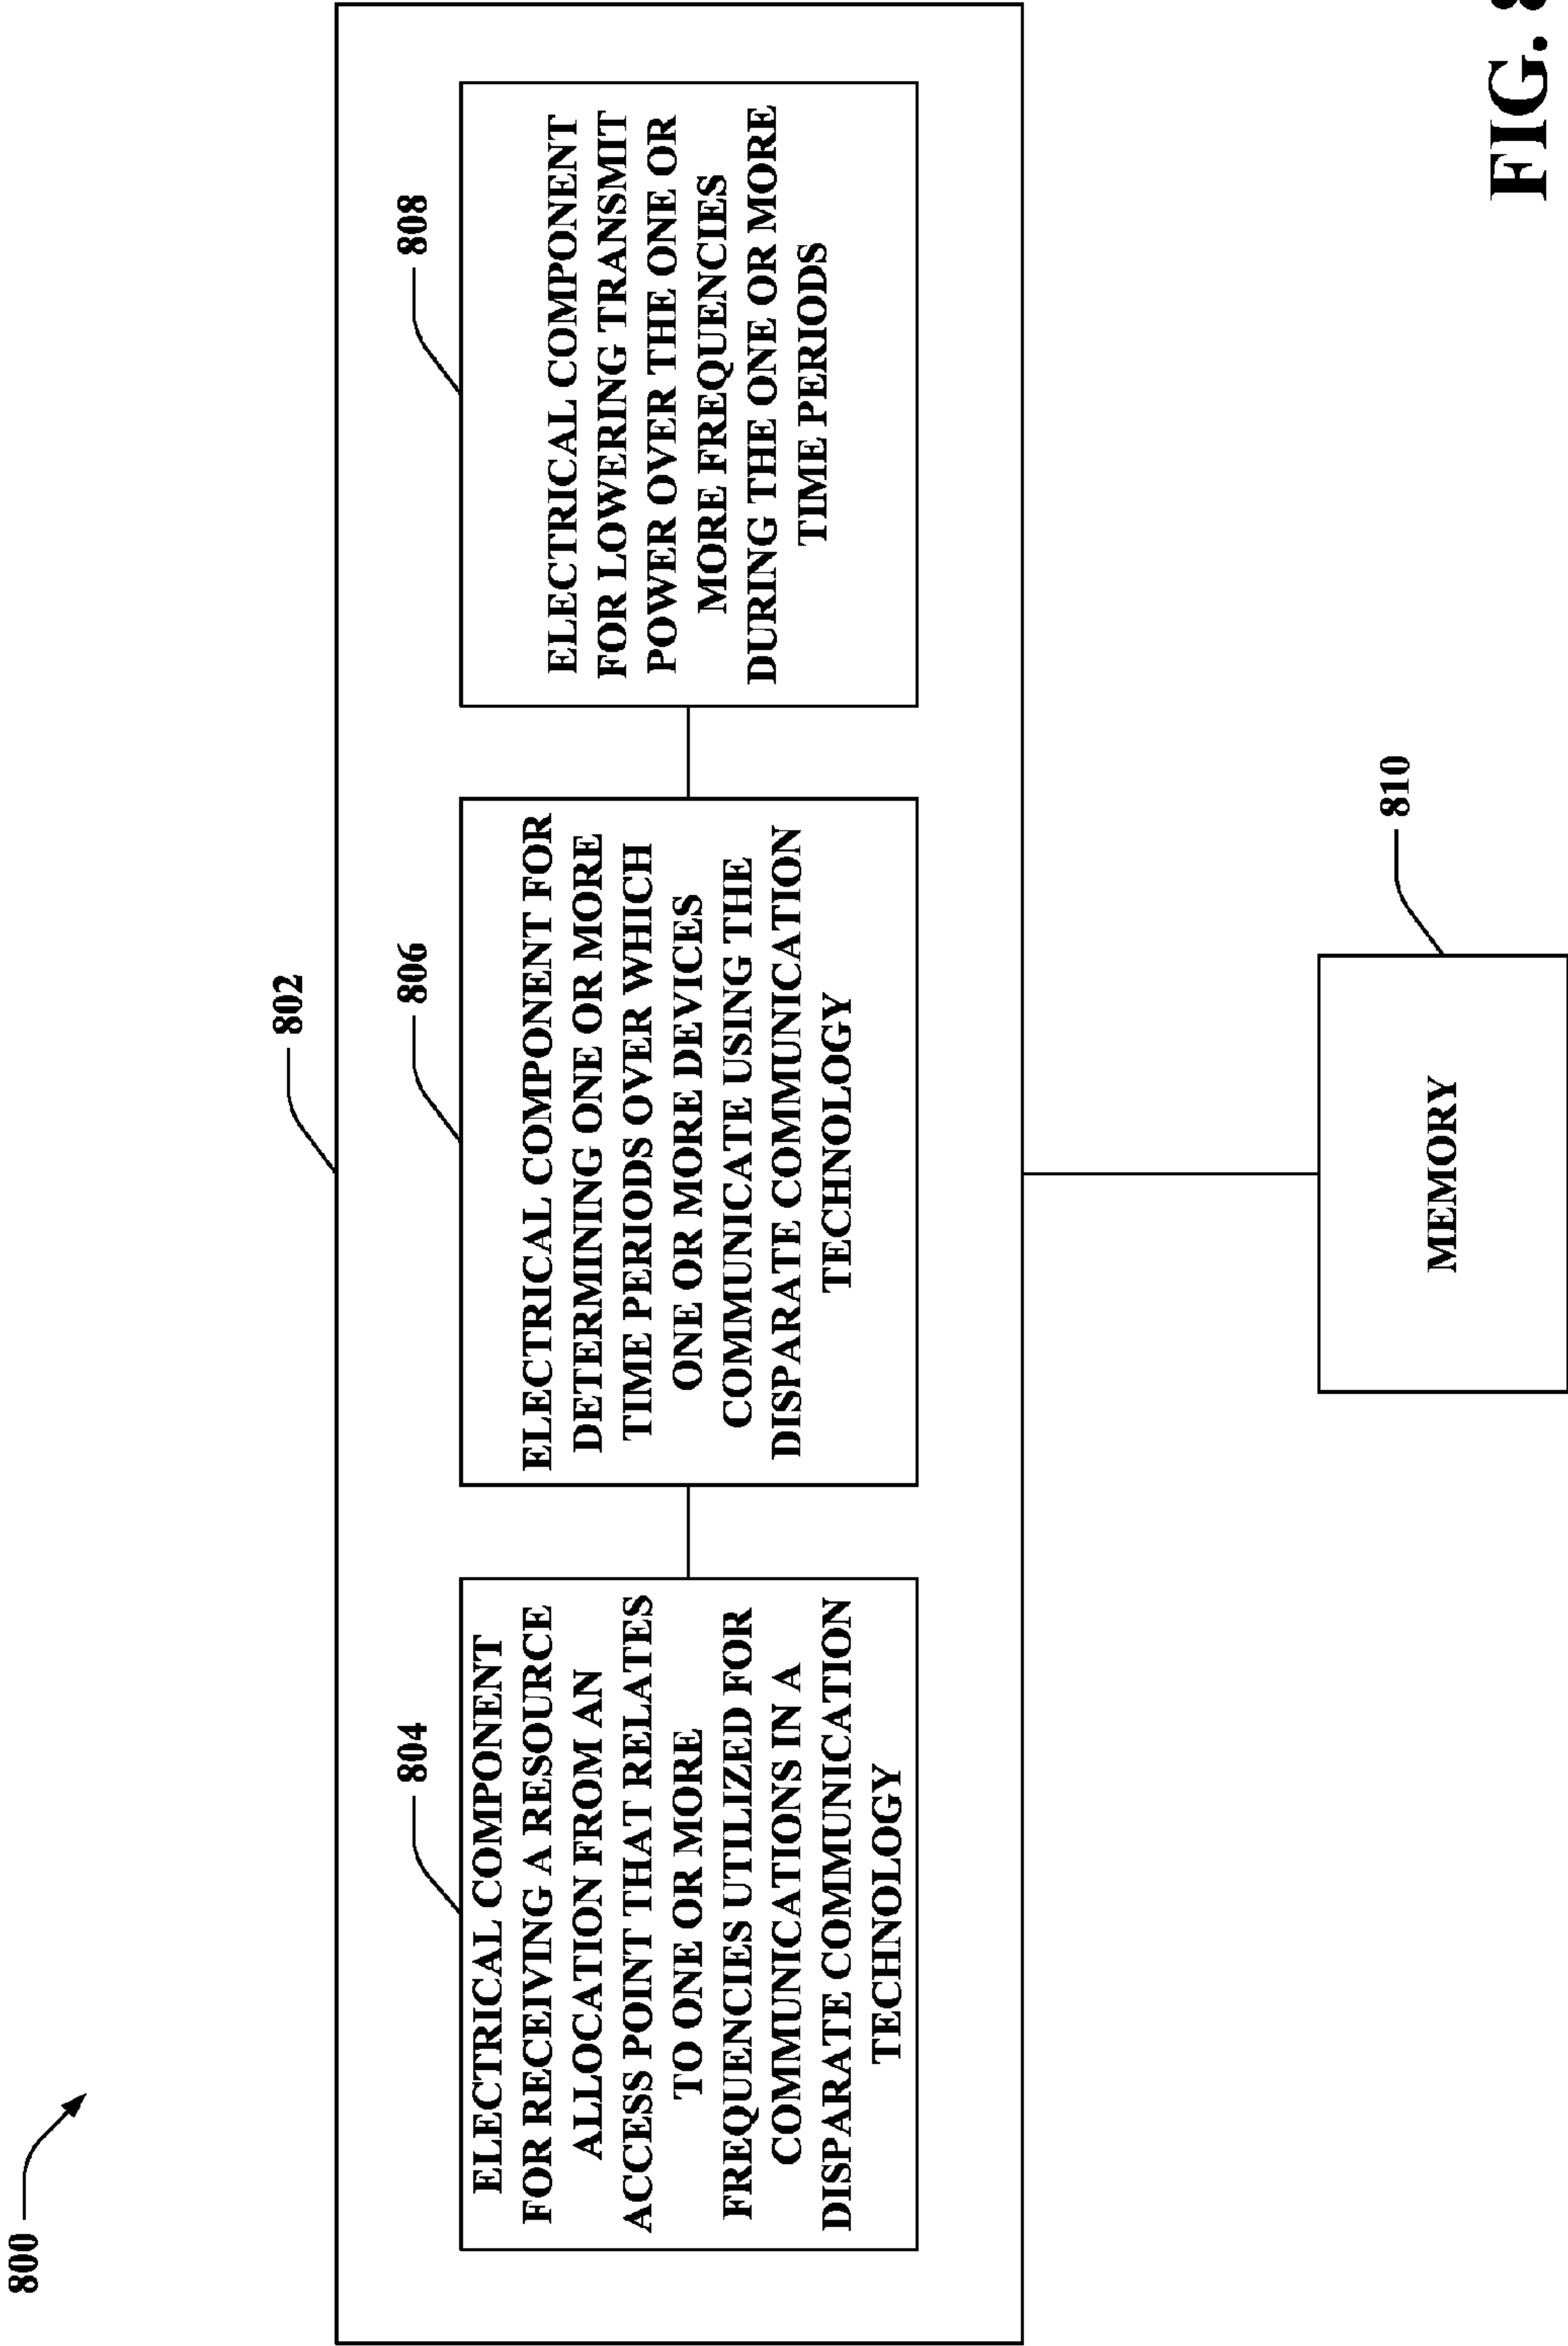 800
802
804
ELECTRICAL COMPONENT
FOR RECEIVING A RESOURCE
ALLOCATION FROM AN
ACCESS POINT THAT RELATES
TO ONE OR MORE
FREQUENCIES UTILIZED FOR
COMMUNICATIONS IN A
DISPARATE COMMUNICATION
TECHNOLOGY
806
ELECTRICAL COMPONENT FOR
DETERMINING ONE OR MORE
TIME PERIODS OVER WHICH
ONE OR MORE DEVICES
COMMUNICATE USING THE
DISPARATE COMMUNICATION
TECHNOLOGY
808
ELECTRICAL COMPONENT
FOR LOWERING TRANSMIT
POWER OVER THE ONE OR
MORE FREQUENCIES
DURING THE ONE OR MORE
TIME PERIODS
810
MEMORY
FIG. 8